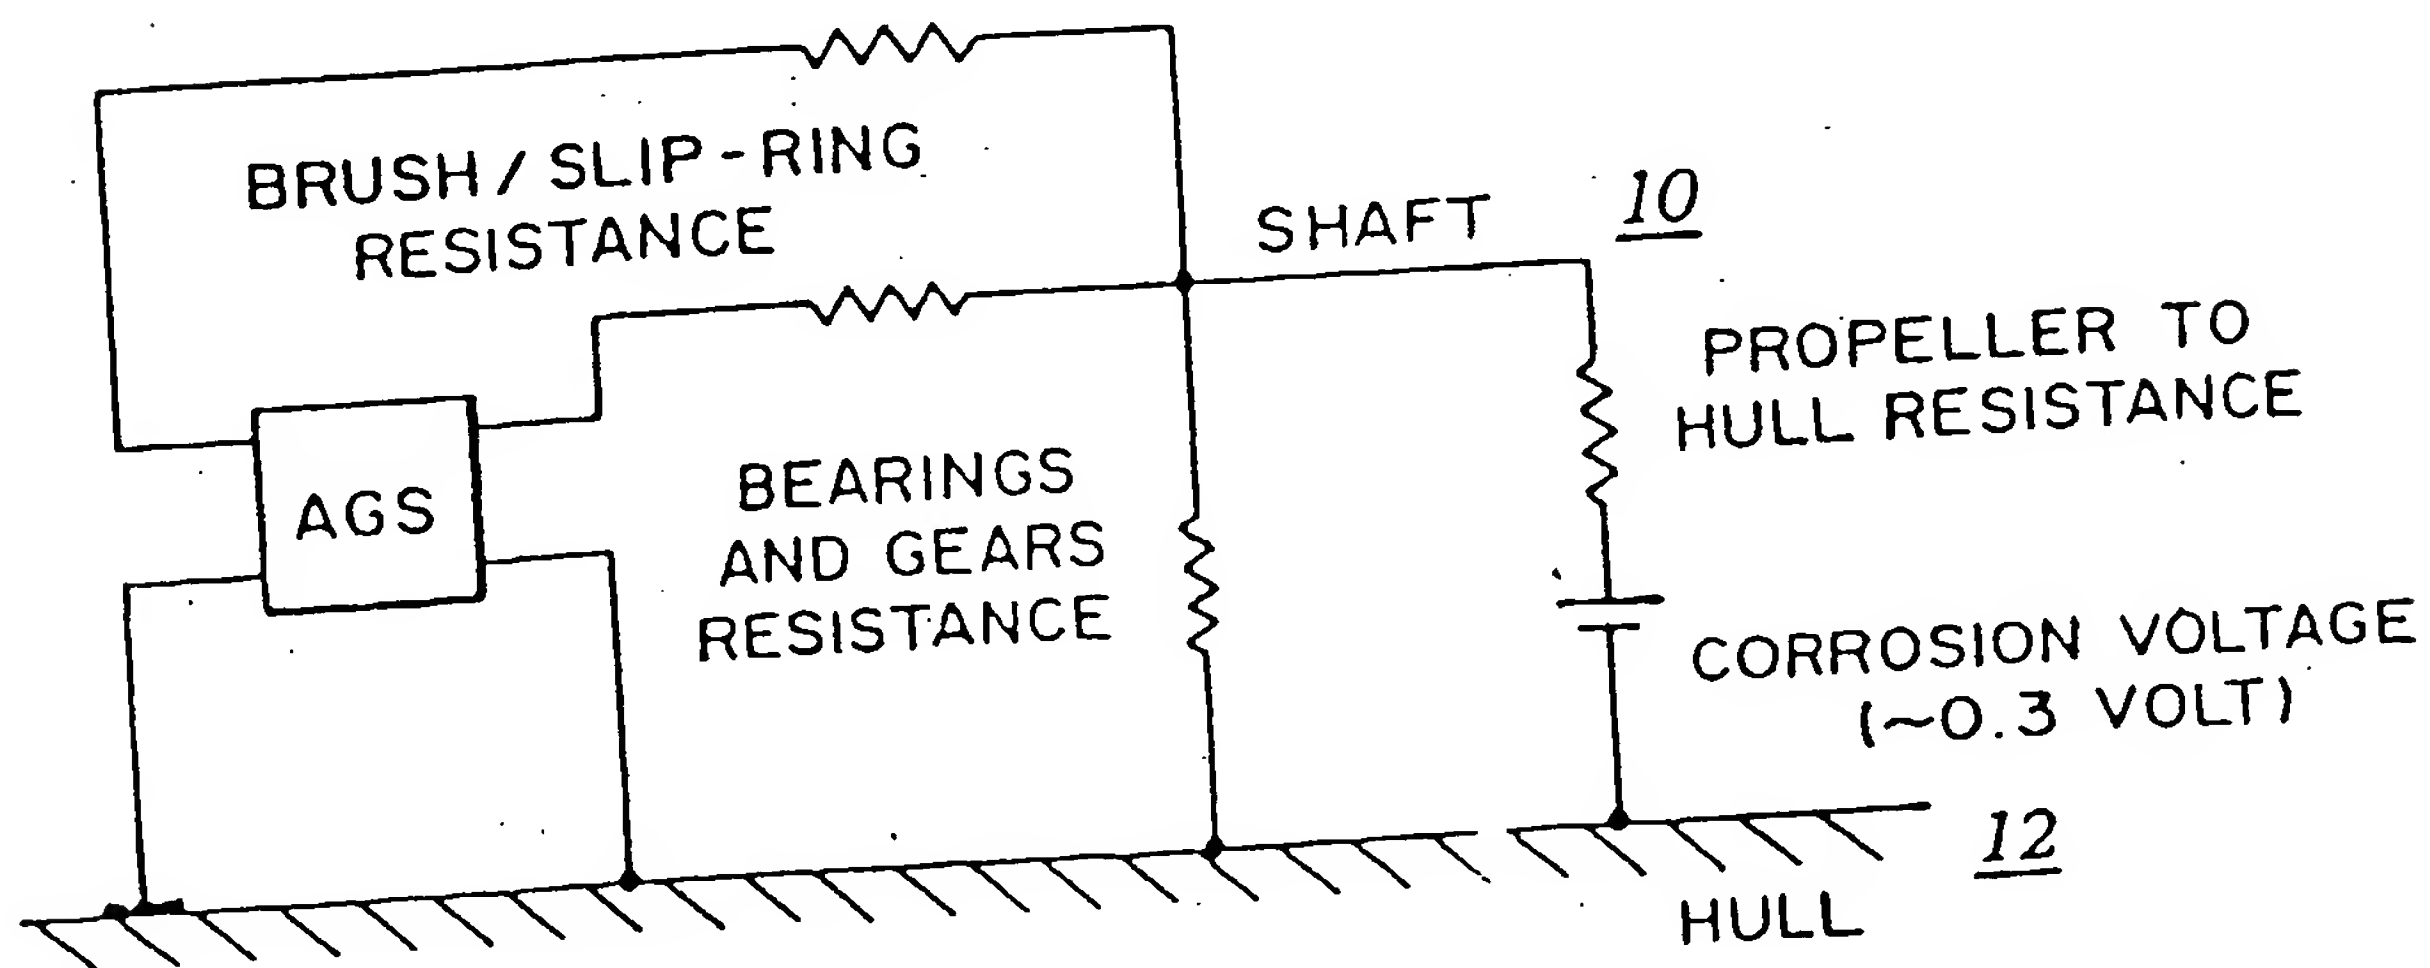 BRUSH / SLIP-RING
RESISTANCE
SHAFT
10
PROPELLER TO
HULL RESISTANCE
AGS
BEARINGS
AND GEARS
RESISTANCE
CORROSION VOLTAGE
(~0.3 VOLT)
12
HULL